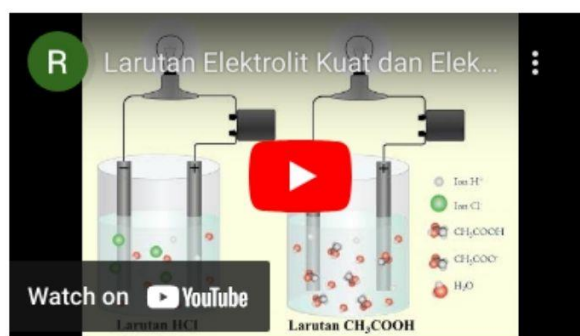 R
Larutan Elektrolit Kuat dan Elek...
−
+
+
Ion H⁺
Ion Cl⁻
CH₃COOH
CH₃COO⁻
H₂O
Watch on YouTube
Larutan HCl
Larutan CH₃COOH